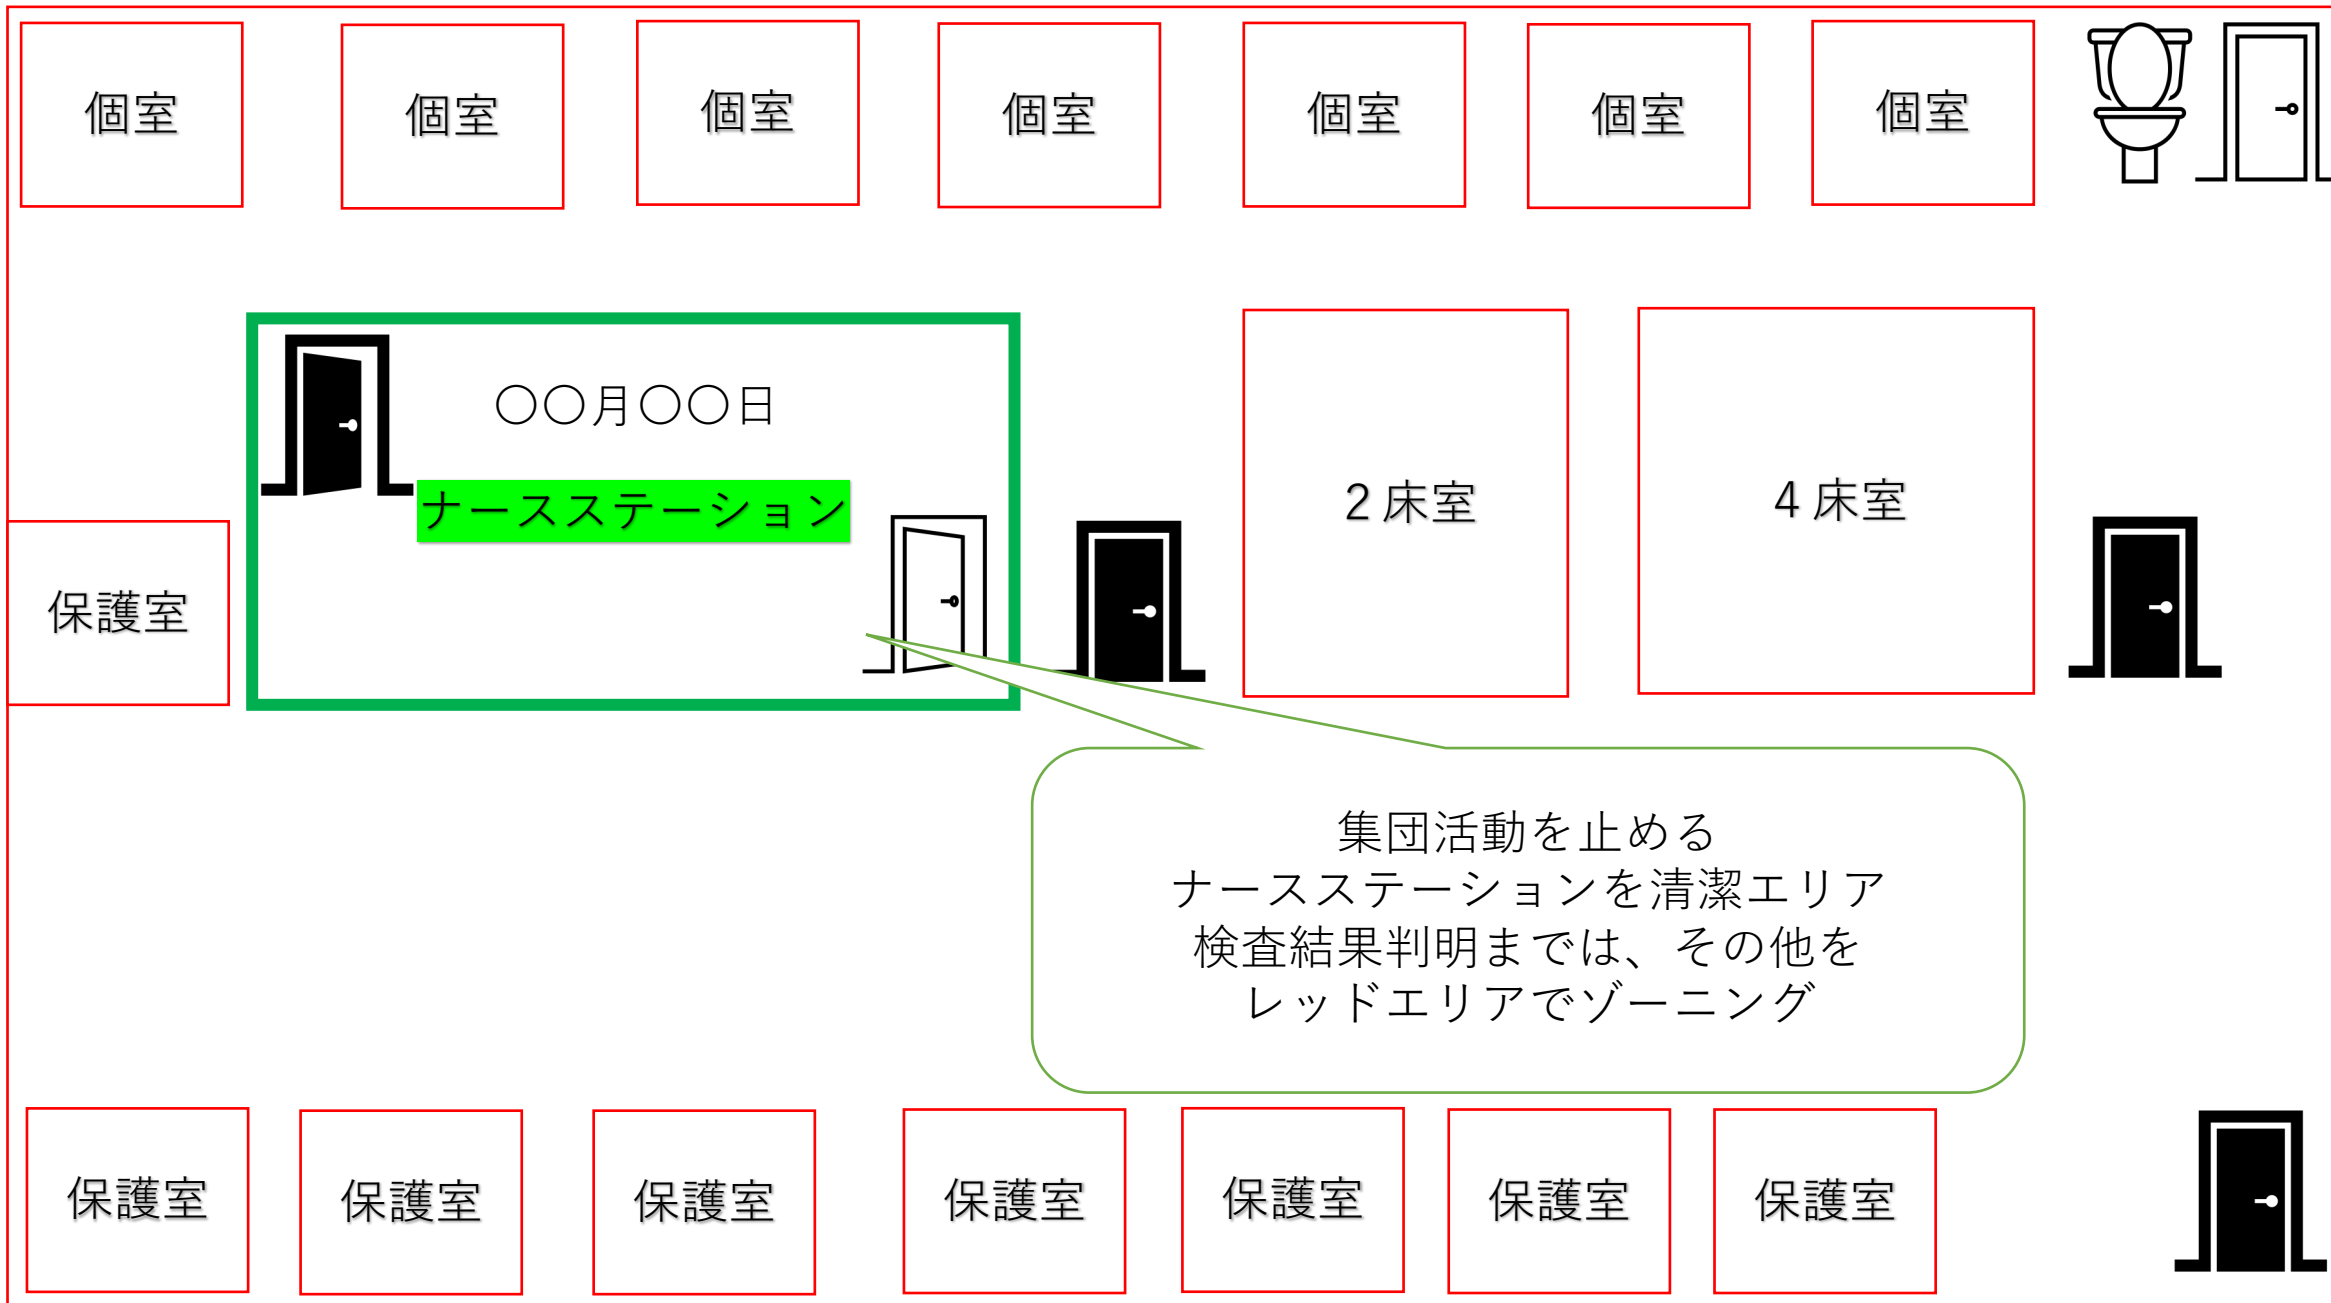 個室
個室
個室
個室
個室
個室
個室
〇〇月〇〇日
ナースステーション
２床室
４床室
保護室
集団活動を止める
ナースステーションを清潔エリア
検査結果判明までは、その他を
レッドエリアでゾーニング
保護室
保護室
保護室
保護室
保護室
保護室
保護室